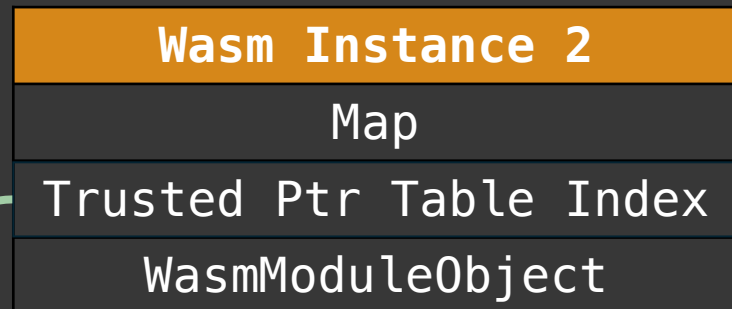 Wasm Instance 2
Map
Trusted Ptr Table Index
WasmModuleObject